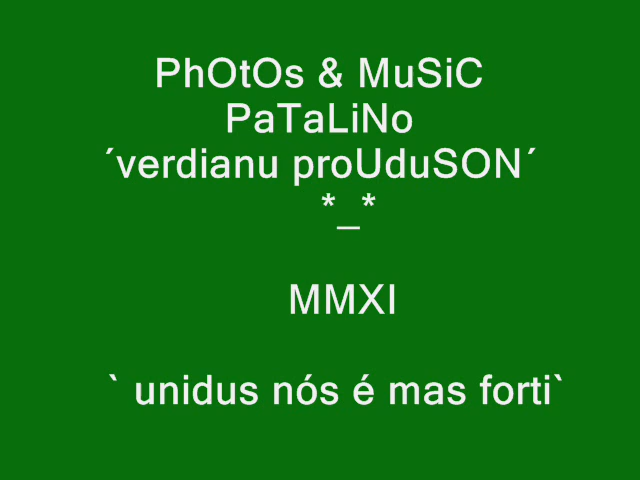 PhOtOs & MuSiC
PaTaLiNo
´verdianu proUduSON´
*_*
MMXI
` unidus nós é mas forti`